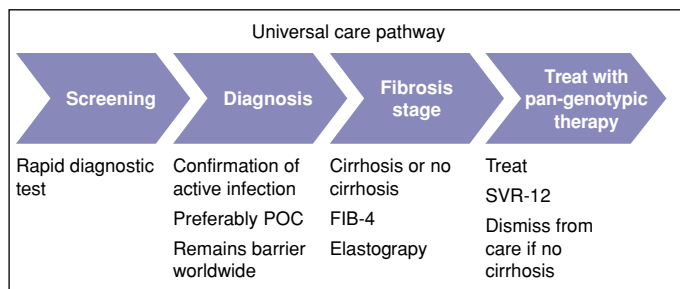 Universal care pathway
Screening
Diagnosis
Fibrosis
stage
Treat with
pan-genotypic
therapy
Rapid diagnostic
test
Confirmation of
active infection
Preferably POC
Remains barrier
worldwide
Cirrhosis or no
cirrhosis
FIB-4
Elastograpy
Treat
SVR-12
Dismiss from
care if no
cirrhosis